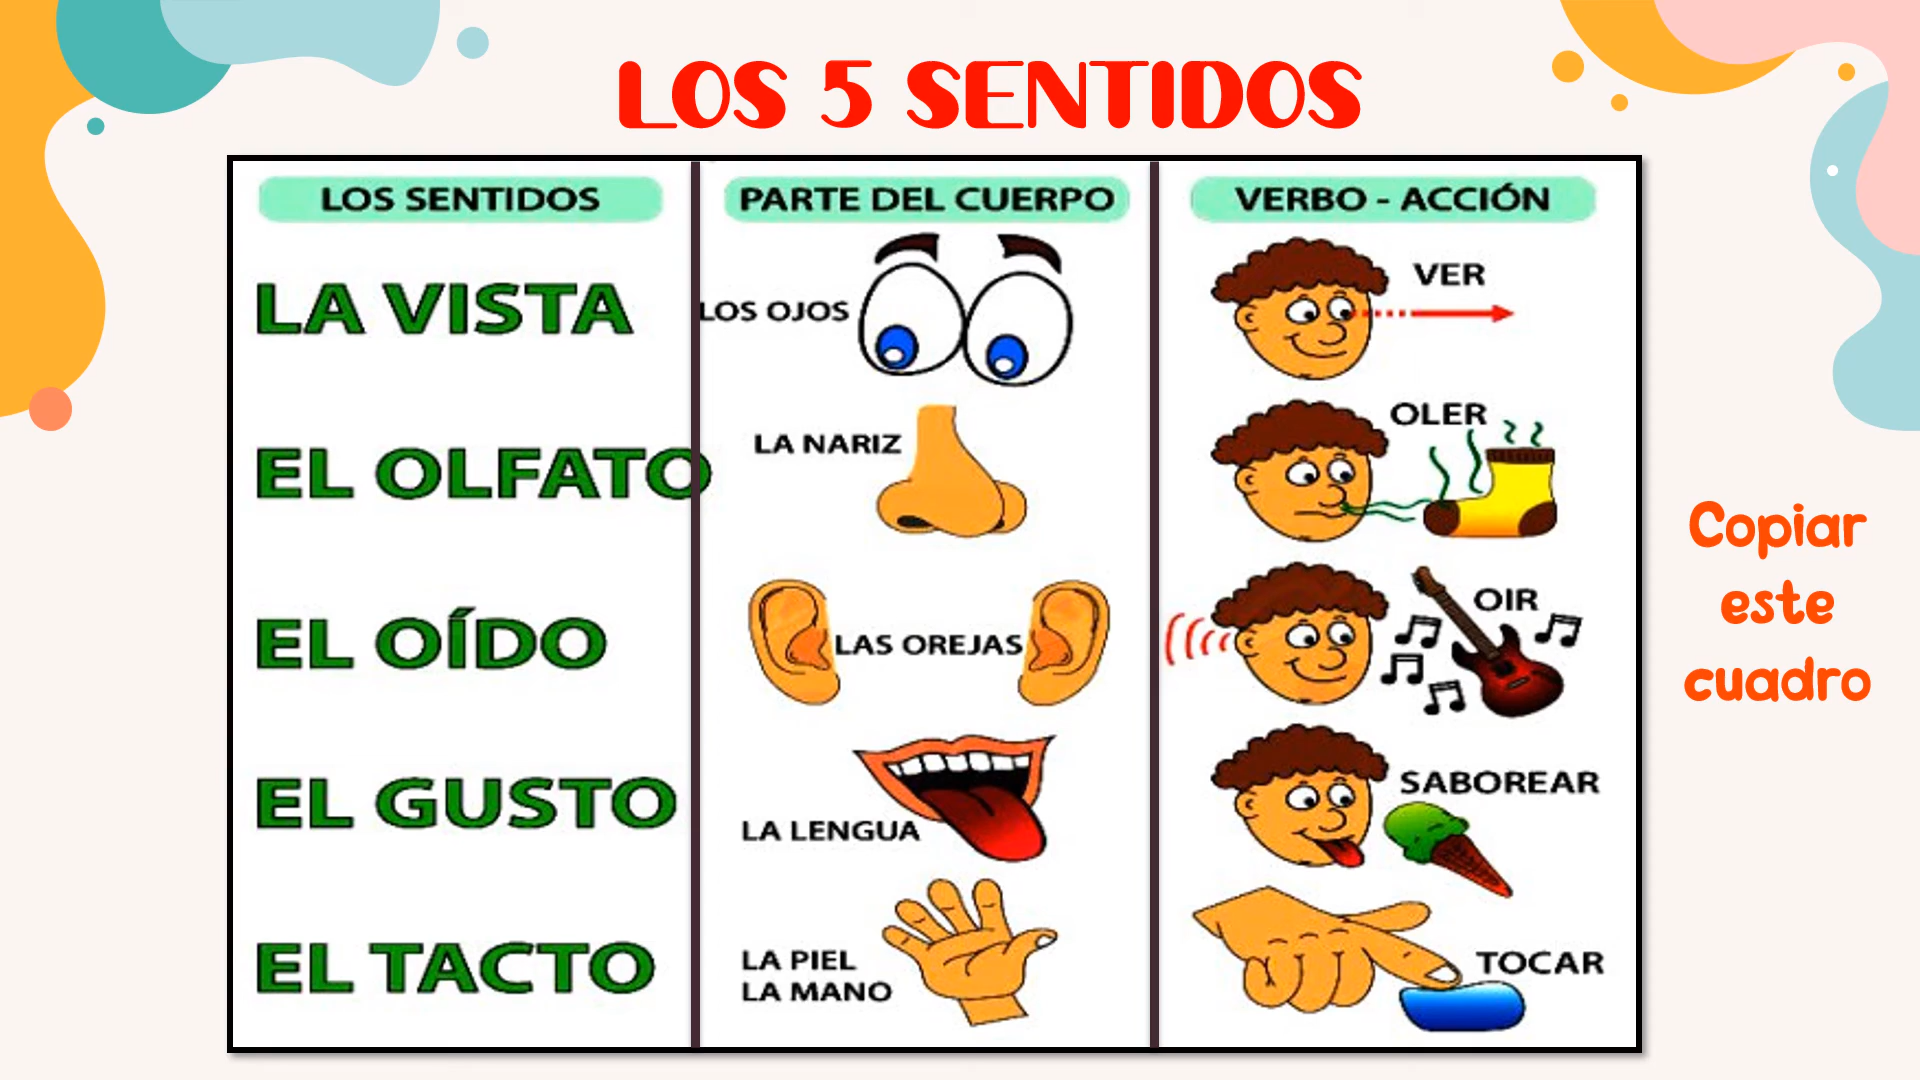 LOS 5 SENTIDOS
LOS SENTIDOS
PARTE DEL CUERPO
VERBO - ACCIÓN
LA VISTA
LOS OJOS
VER
EL OLFATO
LA NARIZ
OLER
EL OÍDO
LAS OREJAS
OIR
EL GUSTO
LA LENGUA
SABOREAR
EL TACTO
LA PIEL
LA MANO
TOCAR
Copiar
este
cuadro